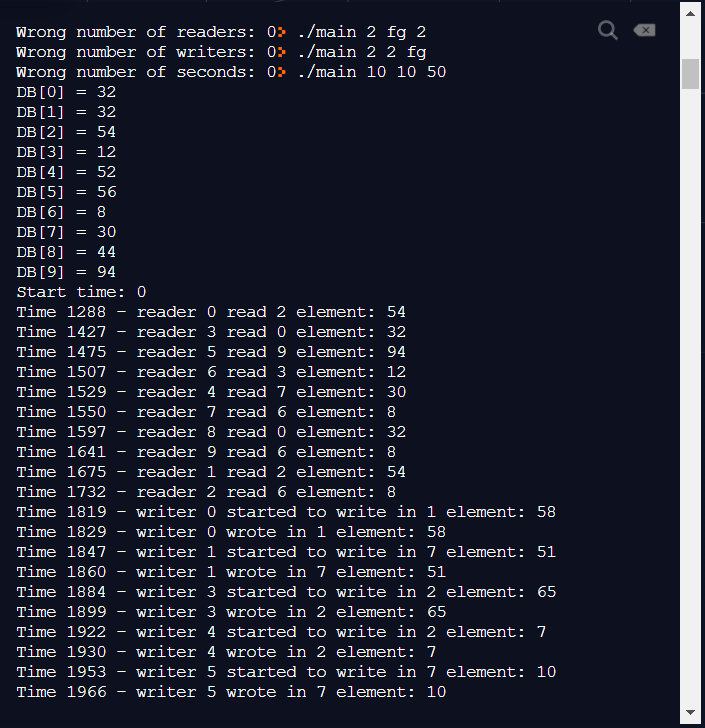 Wrong number of readers: 0> ./main 2 fg 2
Wrong number of writers: 0> ./main 2 2 fg
Wrong number of seconds: 0> ./main 10 10 50
DB[0] = 32
DB[1] = 32
DB[2] = 54
DB[3] = 12
DB[4] = 52
DB[5] = 56
DB[6] = 8
DB[7] = 30
DB[8] = 44
DB[9] = 94
Start time: 0
Time 1288 - reader 0 read 2 element: 54
Time 1427 - reader 3 read 0 element: 32
Time 1475 - reader 5 read 9 element: 94
Time 1507 - reader 6 read 3 element: 12
Time 1529 - reader 4 read 7 element: 30
Time 1550 - reader 7 read 6 element: 8
Time 1597 - reader 8 read 0 element: 32
Time 1641 - reader 9 read 6 element: 8
Time 1675 - reader 1 read 2 element: 54
Time 1732 - reader 2 read 6 element: 8
Time 1819 - writer 0 started to write in 1 element: 58
Time 1829 - writer 0 wrote in 1 element: 58
Time 1847 - writer 1 started to write in 7 element: 51
Time 1860 - writer 1 wrote in 7 element: 51
Time 1884 - writer 3 started to write in 2 element: 65
Time 1899 - writer 3 wrote in 2 element: 65
Time 1922 - writer 4 started to write in 2 element: 7
Time 1930 - writer 4 wrote in 2 element: 7
Time 1953 - writer 5 started to write in 7 element: 10
Time 1966 - writer 5 wrote in 7 element: 10